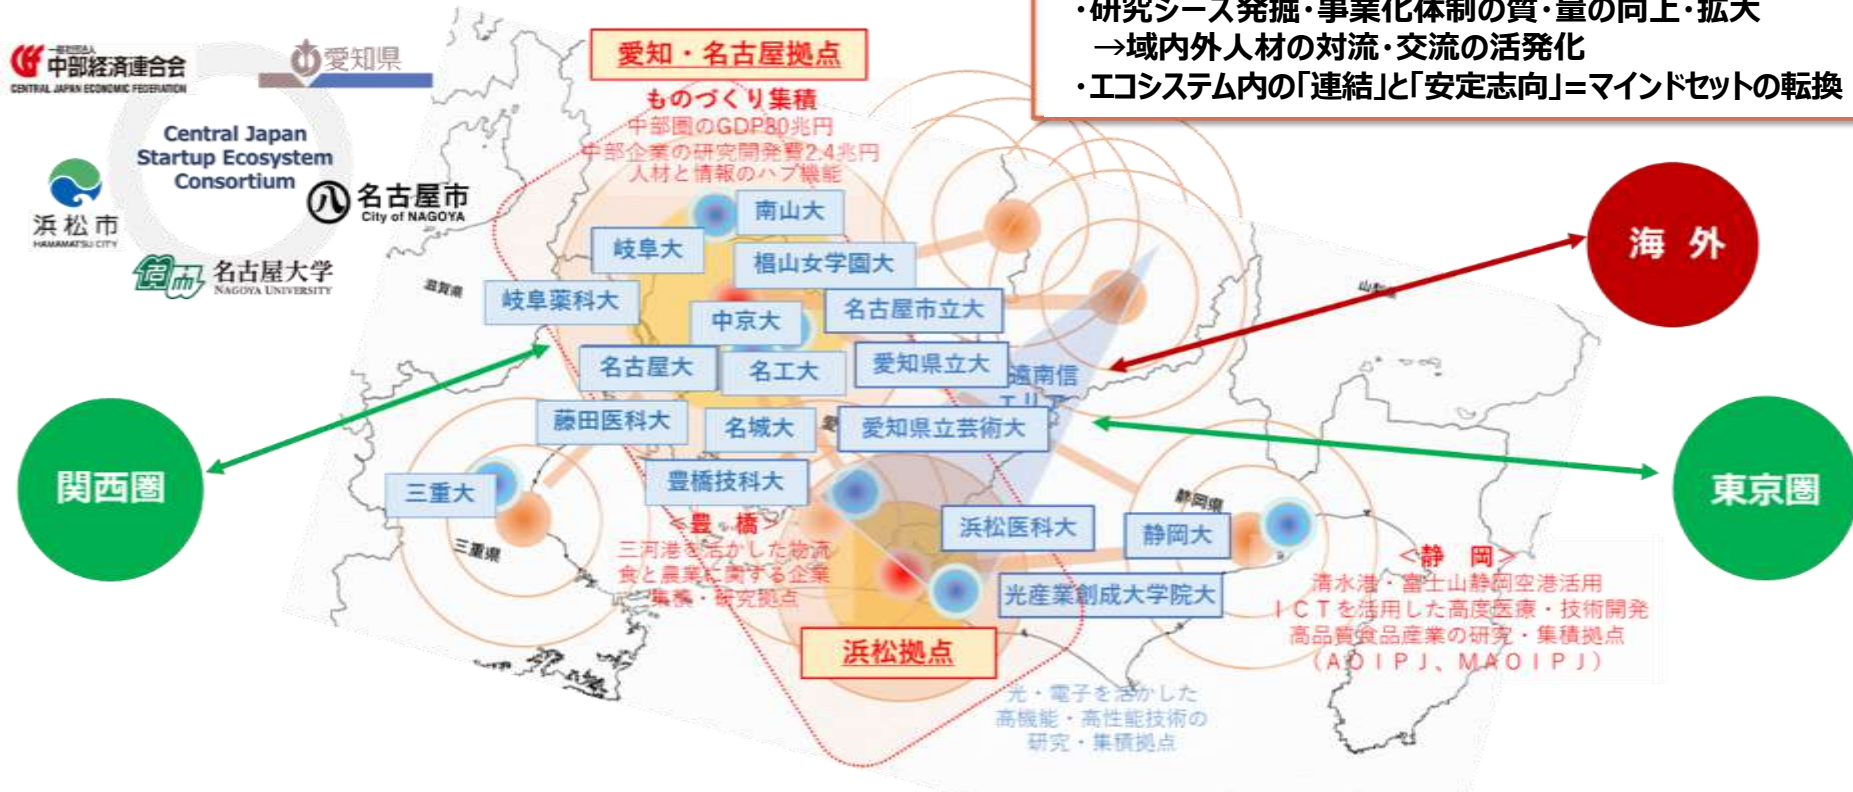 ・研究シーズ発掘・事業化体制の質・量の向上・拡大
→域内外人材の対流・交流の活発化
・エコシステム内の「連結」と「安定志向」=マインドセットの転換
一般社団法人
中部経済連合会
CENTRAL JAPAN ECONOMIC FEDERATION
愛知県
Central Japan
Startup Ecosystem
Consortium
浜松市
HAMAMATSU CITY
名古屋市
City of NAGOYA
名古屋大学
NAGOYA UNIVERSITY
愛知・名古屋拠点
ものづくり集積
中部圏のGDP80兆円
中部企業の研究開発費2.4兆円
人材と情報のハブ機能
南山大
岐阜大
椙山女学園大
岐阜薬科大
中京大
名古屋市立大
名古屋大
名工大
愛知県立大
藤田医科大
名城大
愛知県立芸術大
三重大
豊橋技科大
浜松医科大
静岡大
光産業創成大学院大
滋賀県
三重県
静岡県
遠南信
エリア
海 外
関西圏
東京圏
<豊 橋>
三河港を活かした物流
食と農業に関する企業
集積・研究拠点
浜松拠点
光・電子を活かした
高機能・高性能技術の
研究・集積拠点
<静 岡>
清水港・富士山静岡空港活用
ＩＣＴを活用した高度医療・技術開発
高品質食品産業の研究・集積拠点
（ＡＯＩＰＪ、ＭＡＯＩＰＪ）